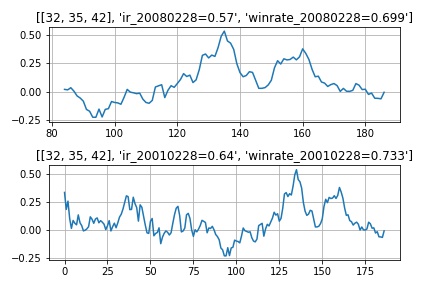 [[32, 35, 42], 'ir_20080228=0.57', 'winrate_20080228=0.699']
0.50
0.25
0.00
−0.25
80 100 120 140 160 180
[[32, 35, 42], 'ir_20010228=0.64', 'winrate_20010228=0.733']
0.50
0.25
0.00
−0.25
0 25 50 75 100 125 150 175